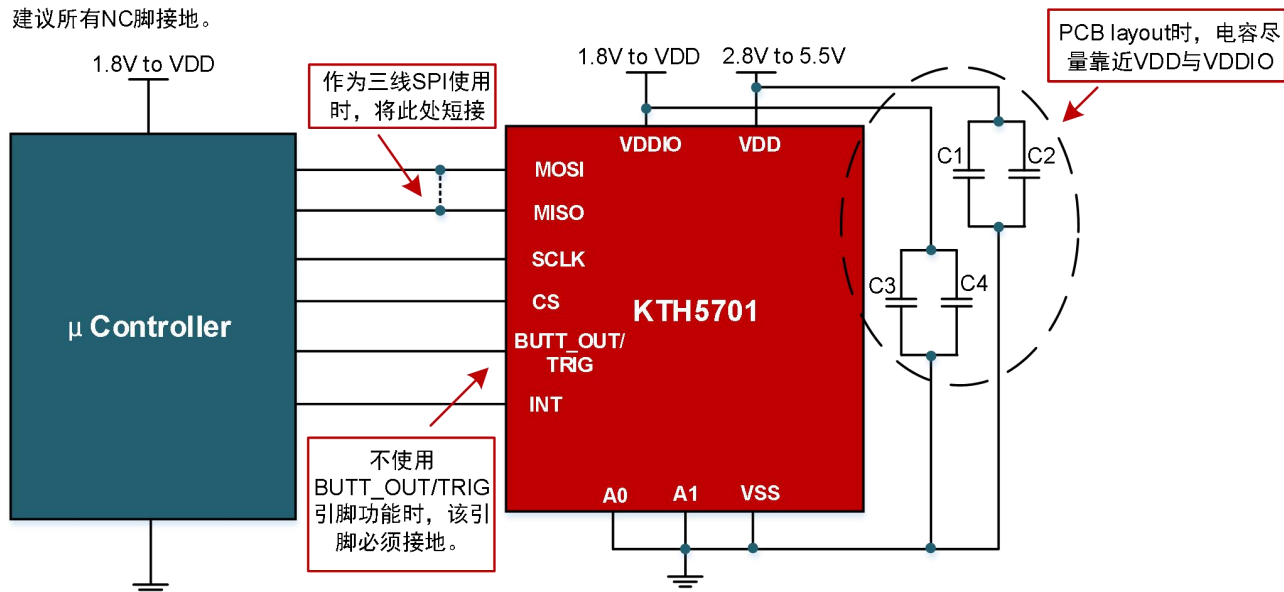 建议所有NC脚接地。
1.8V to VDD
作为三线SPI使用
时，将此处短接
1.8V to VDD
2.8V to 5.5V
PCB layout时，电容尽
量靠近VDD与VDDIO
VDDIO
VDD
MOSI
MISO
SCLK
CS
BUTT_OUT/
TRIG
INT
μ Controller
KTH5701
C1
C2
C3
C4
不使用
BUTT_OUT/TRIG
引脚功能时，该引
脚必须接地。
A0
A1
VSS